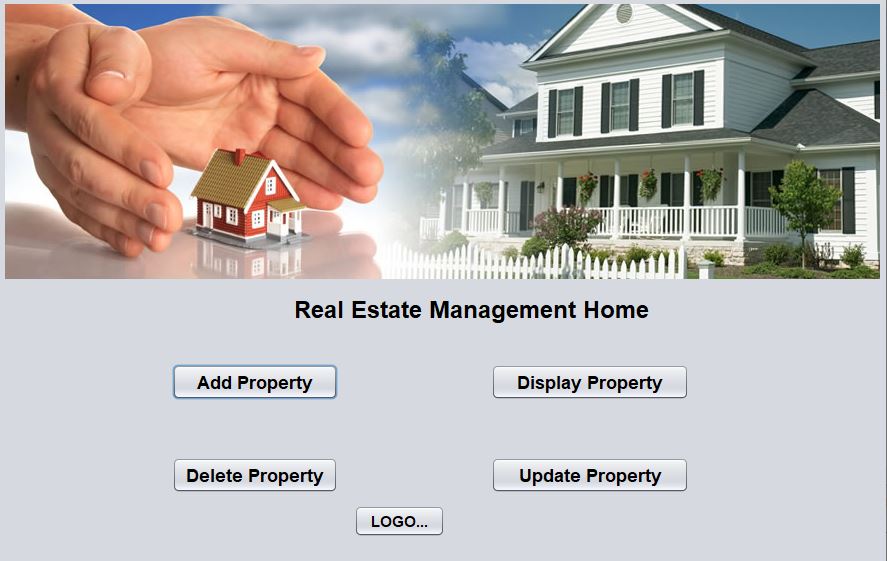 Real Estate Management Home
Add Property
Display Property
Delete Property
Update Property
LOGO...